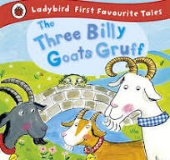 Ladybird First Favourite Tales
The
Three Billy
Goats Gruff